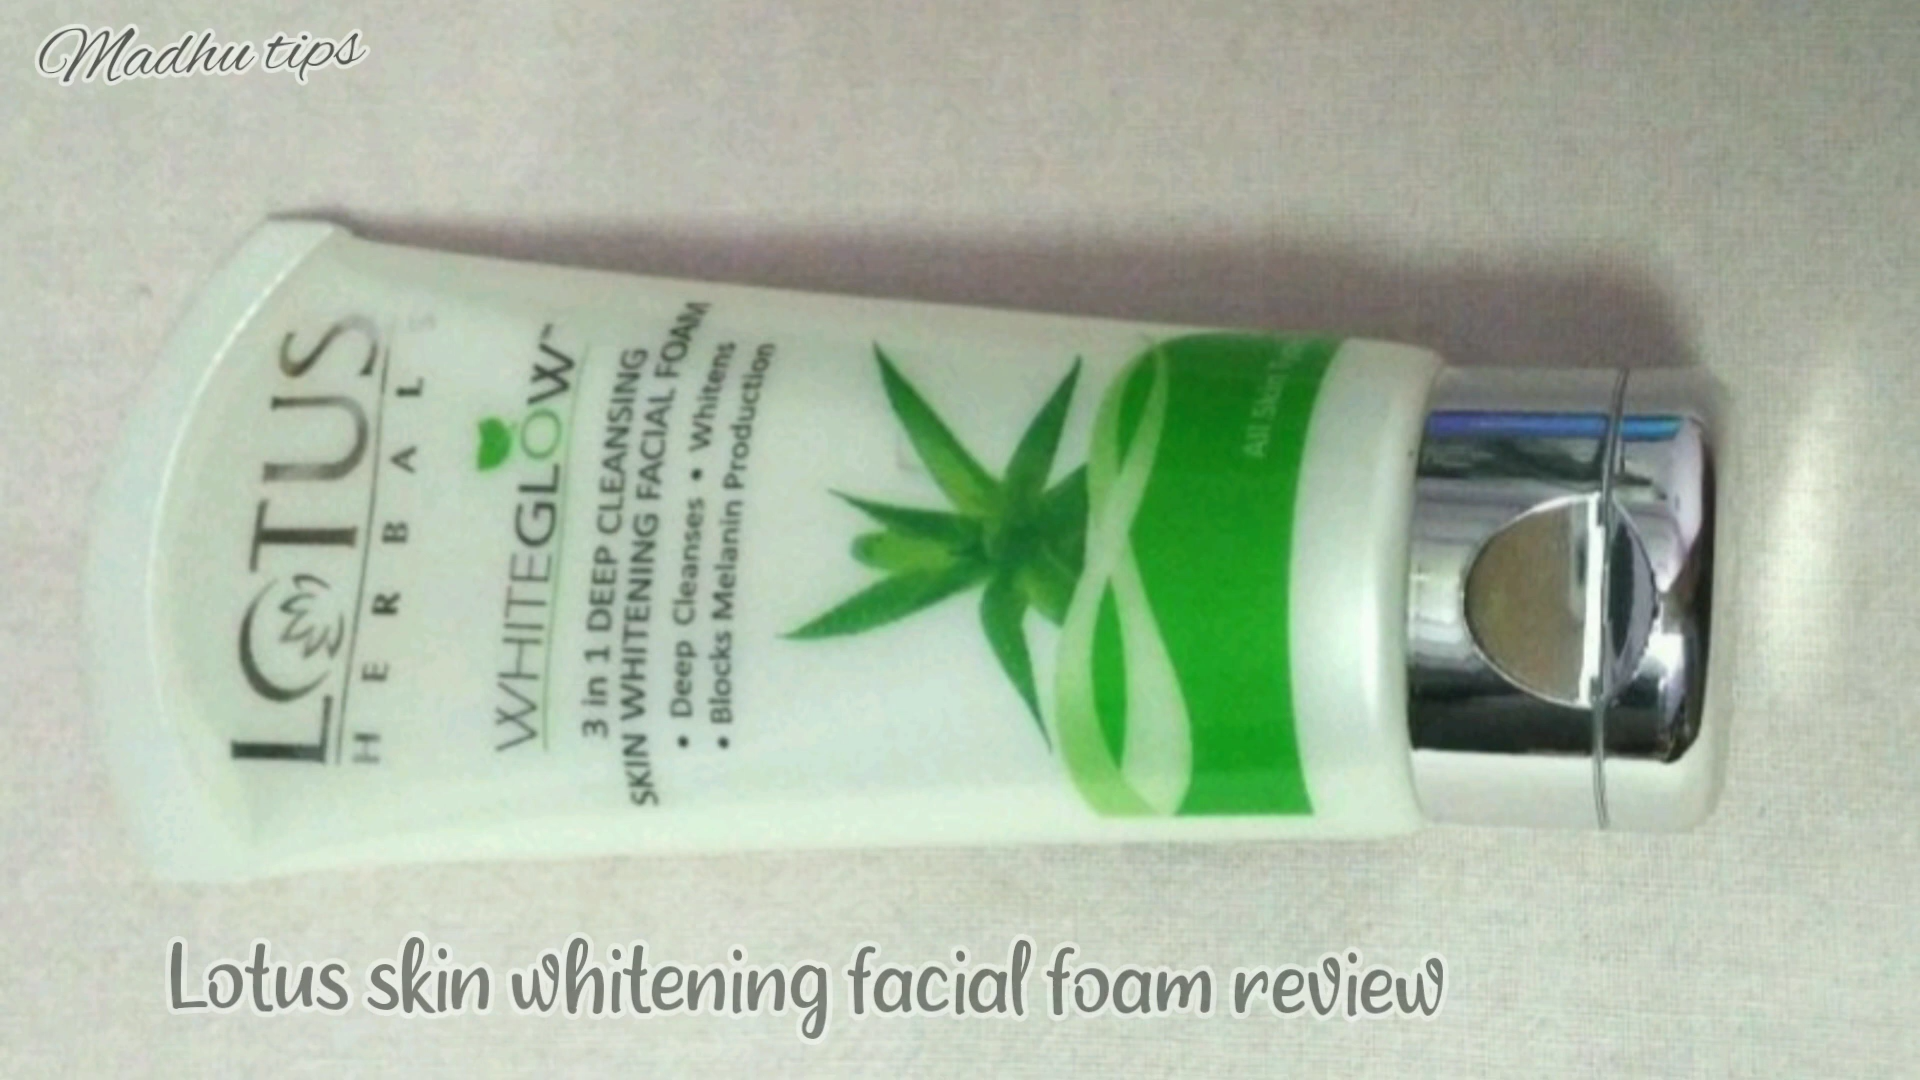 Madhu tips
LOTUS
HERBALS
WHITEGLOW™
3 in 1 DEEP CLEANSING
SKIN WHITENING FACIAL FOAM
• Deep Cleanses • Whitens
• Blocks Melanin Production
All Skin
Lotus skin whitening facial foam review